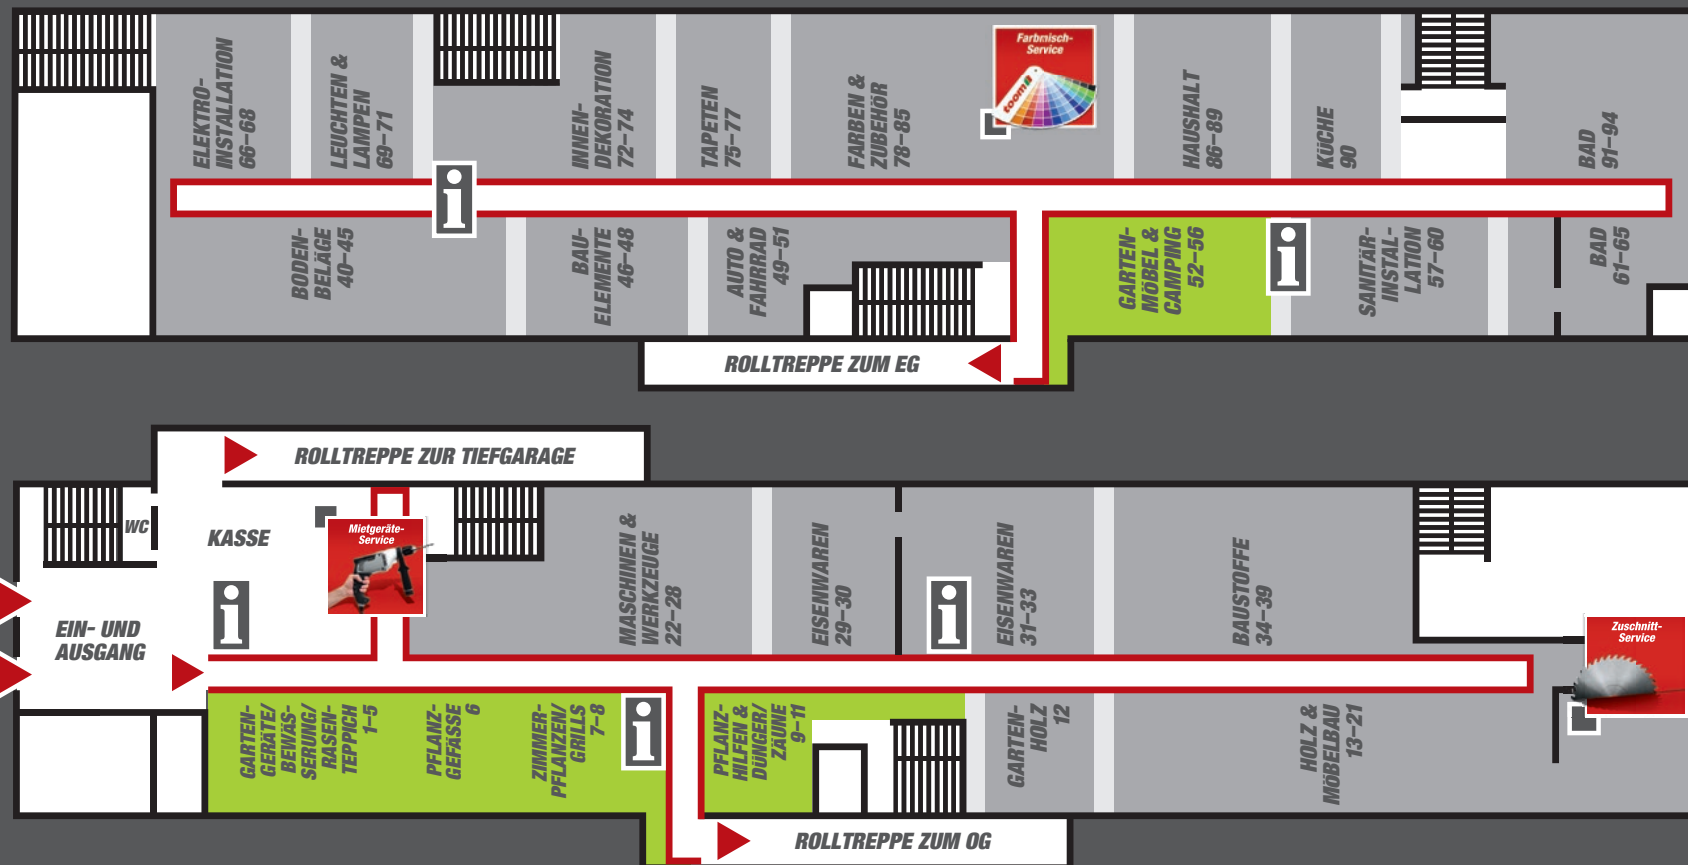 ELEKTRO-
INSTALLATION
66–68
LEUCHTEN &
LAMPEN
69–71
INNEN-
DEKORATION
72–74
TAPETEN
75–77
FARBEN &
ZUBEHÖR
78–85
Farbmisch-
Service
toom
HAUSHALT
86–89
KÜCHE
90
BAD
91–94
i
BODEN-
BELÄGE
40–45
BAU-
ELEMENTE
46–48
AUTO &
FAHRRAD
49–51
GARTEN-
MÖBEL &
CAMPING
52–56
i
SANITÄR-
INSTAL-
LATION
57–60
BAD
61–65
ROLLTREPPE ZUM EG
ROLLTREPPE ZUR TIEFGARAGE
WC
KASSE
Mietgeräte-
Service
i
EIN- UND
AUSGANG
MASCHINEN &
WERKZEUGE
22–28
EISENWAREN
29–30
i
EISENWAREN
31–33
BAUSTOFFE
34–39
Zuschnitt-
Service
GARTEN-
GERÄTE/
BEWÄS-
SERUNG/
RASEN-
TEPPICH
1–5
PFLANZ-
GEFÄSSE
6
ZIMMER-
PFLANZEN/
GRILLS
7–8
i
PFLANZ-
HILFEN &
DÜNGER/
ZÄUNE
9–11
GARTEN-
HOLZ
12
HOLZ &
MÖBELBAU
13–21
ROLLTREPPE ZUM OG